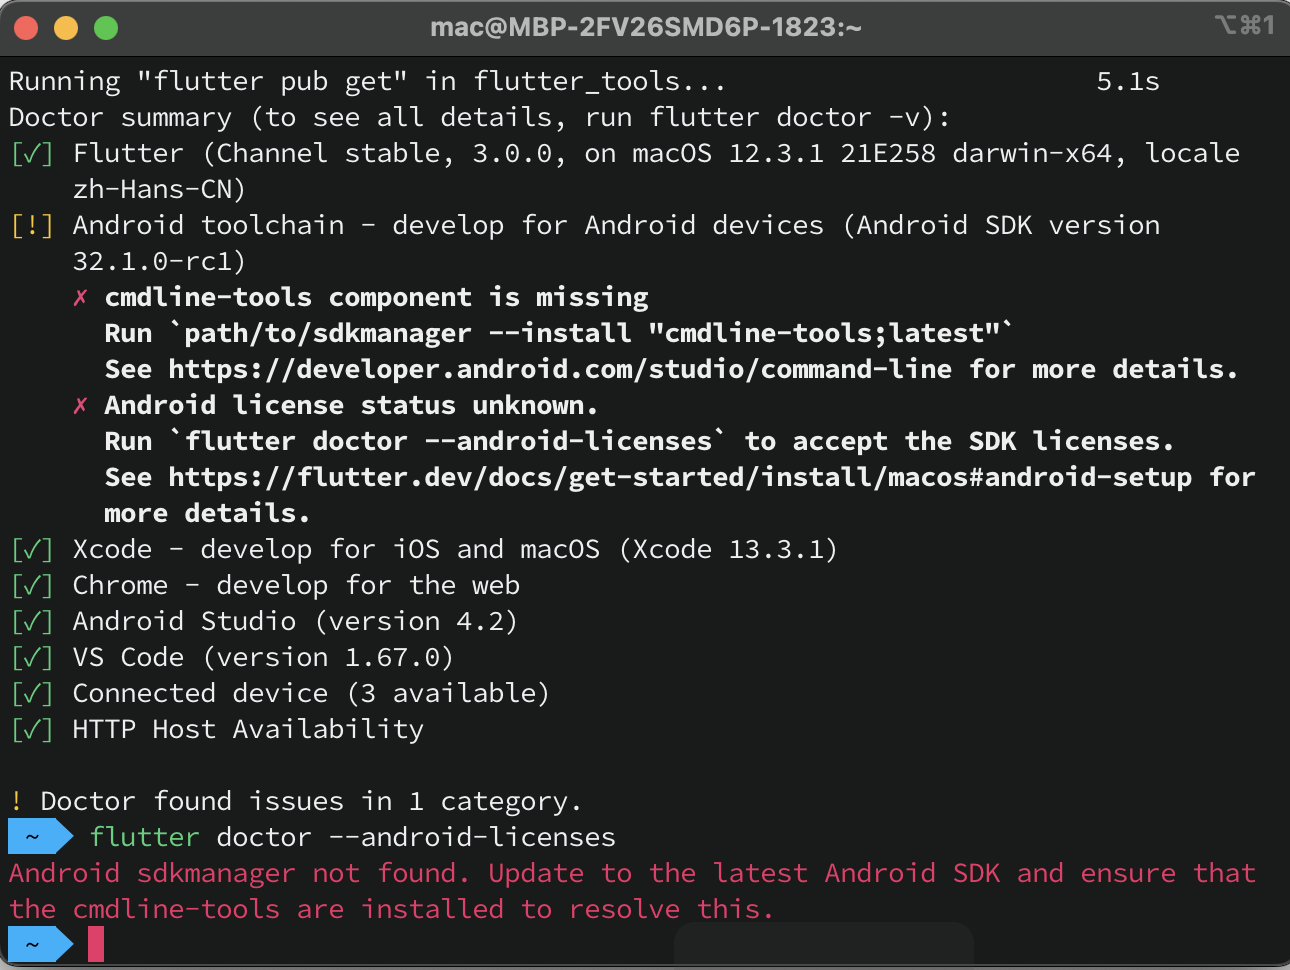 mac@MBP-2FV26SMD6P-1823:~ ⌥⌘1
Running "flutter pub get" in flutter_tools... 5.1s
Doctor summary (to see all details, run flutter doctor -v):
[✓] Flutter (Channel stable, 3.0.0, on macOS 12.3.1 21E258 darwin-x64, locale
zh-Hans-CN)
[!] Android toolchain - develop for Android devices (Android SDK version
32.1.0-rc1)
✗ cmdline-tools component is missing
Run `path/to/sdkmanager --install "cmdline-tools;latest"`
See https://developer.android.com/studio/command-line for more details.
✗ Android license status unknown.
Run `flutter doctor --android-licenses` to accept the SDK licenses.
See https://flutter.dev/docs/get-started/install/macos#android-setup for
more details.
[✓] Xcode - develop for iOS and macOS (Xcode 13.3.1)
[✓] Chrome - develop for the web
[✓] Android Studio (version 4.2)
[✓] VS Code (version 1.67.0)
[✓] Connected device (3 available)
[✓] HTTP Host Availability
! Doctor found issues in 1 category.
~ flutter doctor --android-licenses
Android sdkmanager not found. Update to the latest Android SDK and ensure that
the cmdline-tools are installed to resolve this.
~